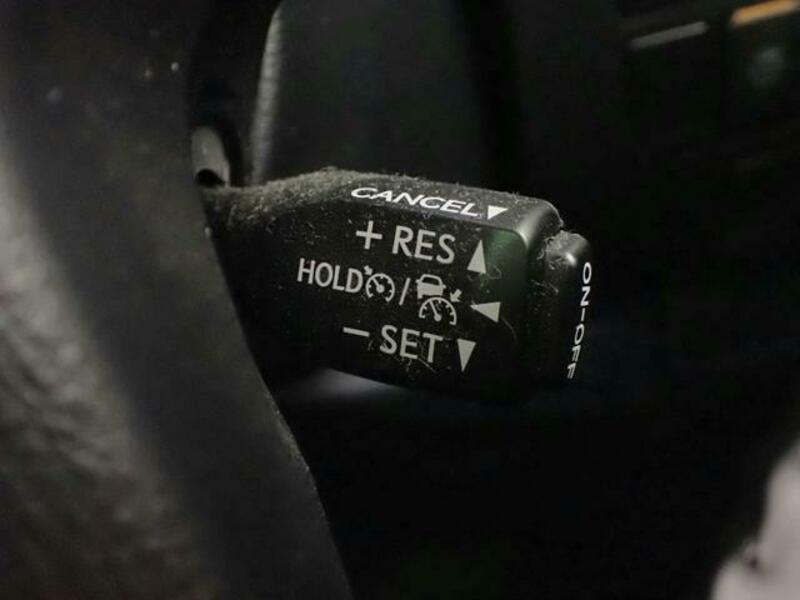 CANCEL
+ RES
HOLD /
− SET
ON-OFF